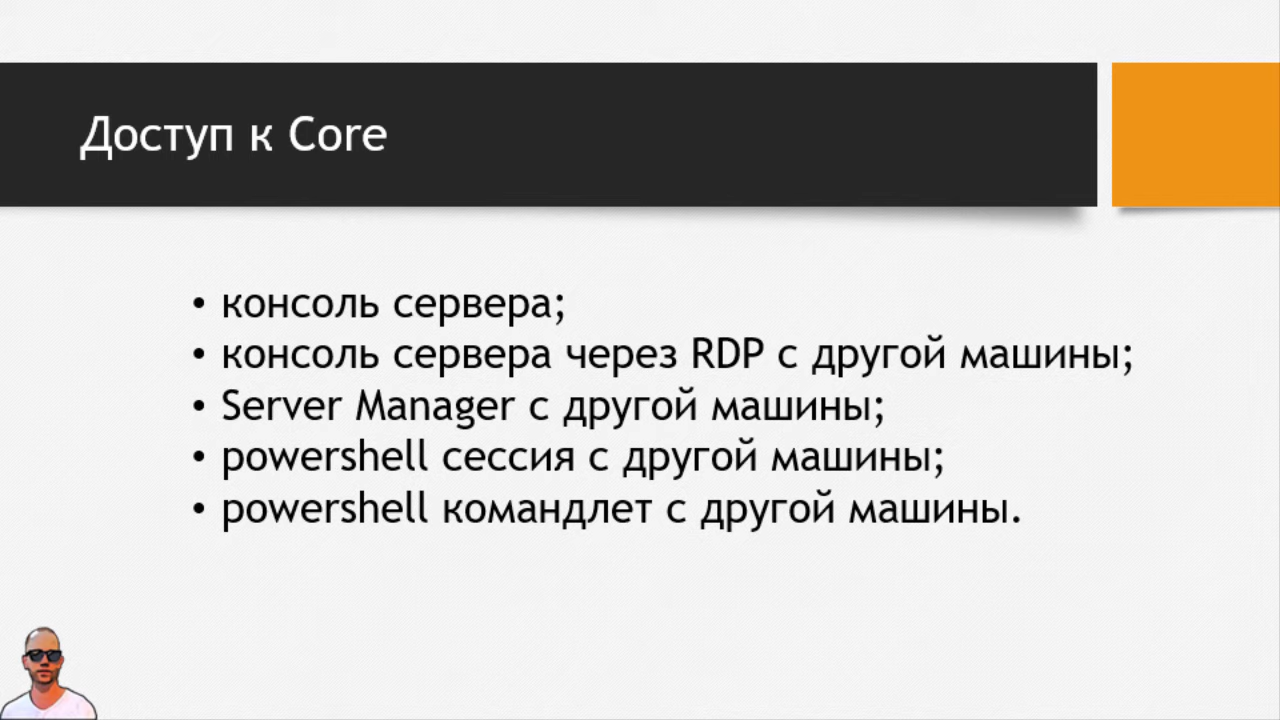 Доступ к Core
• консоль сервера;
• консоль сервера через RDP с другой машины;
• Server Manager с другой машины;
• powershell сессия с другой машины;
• powershell командлет с другой машины.